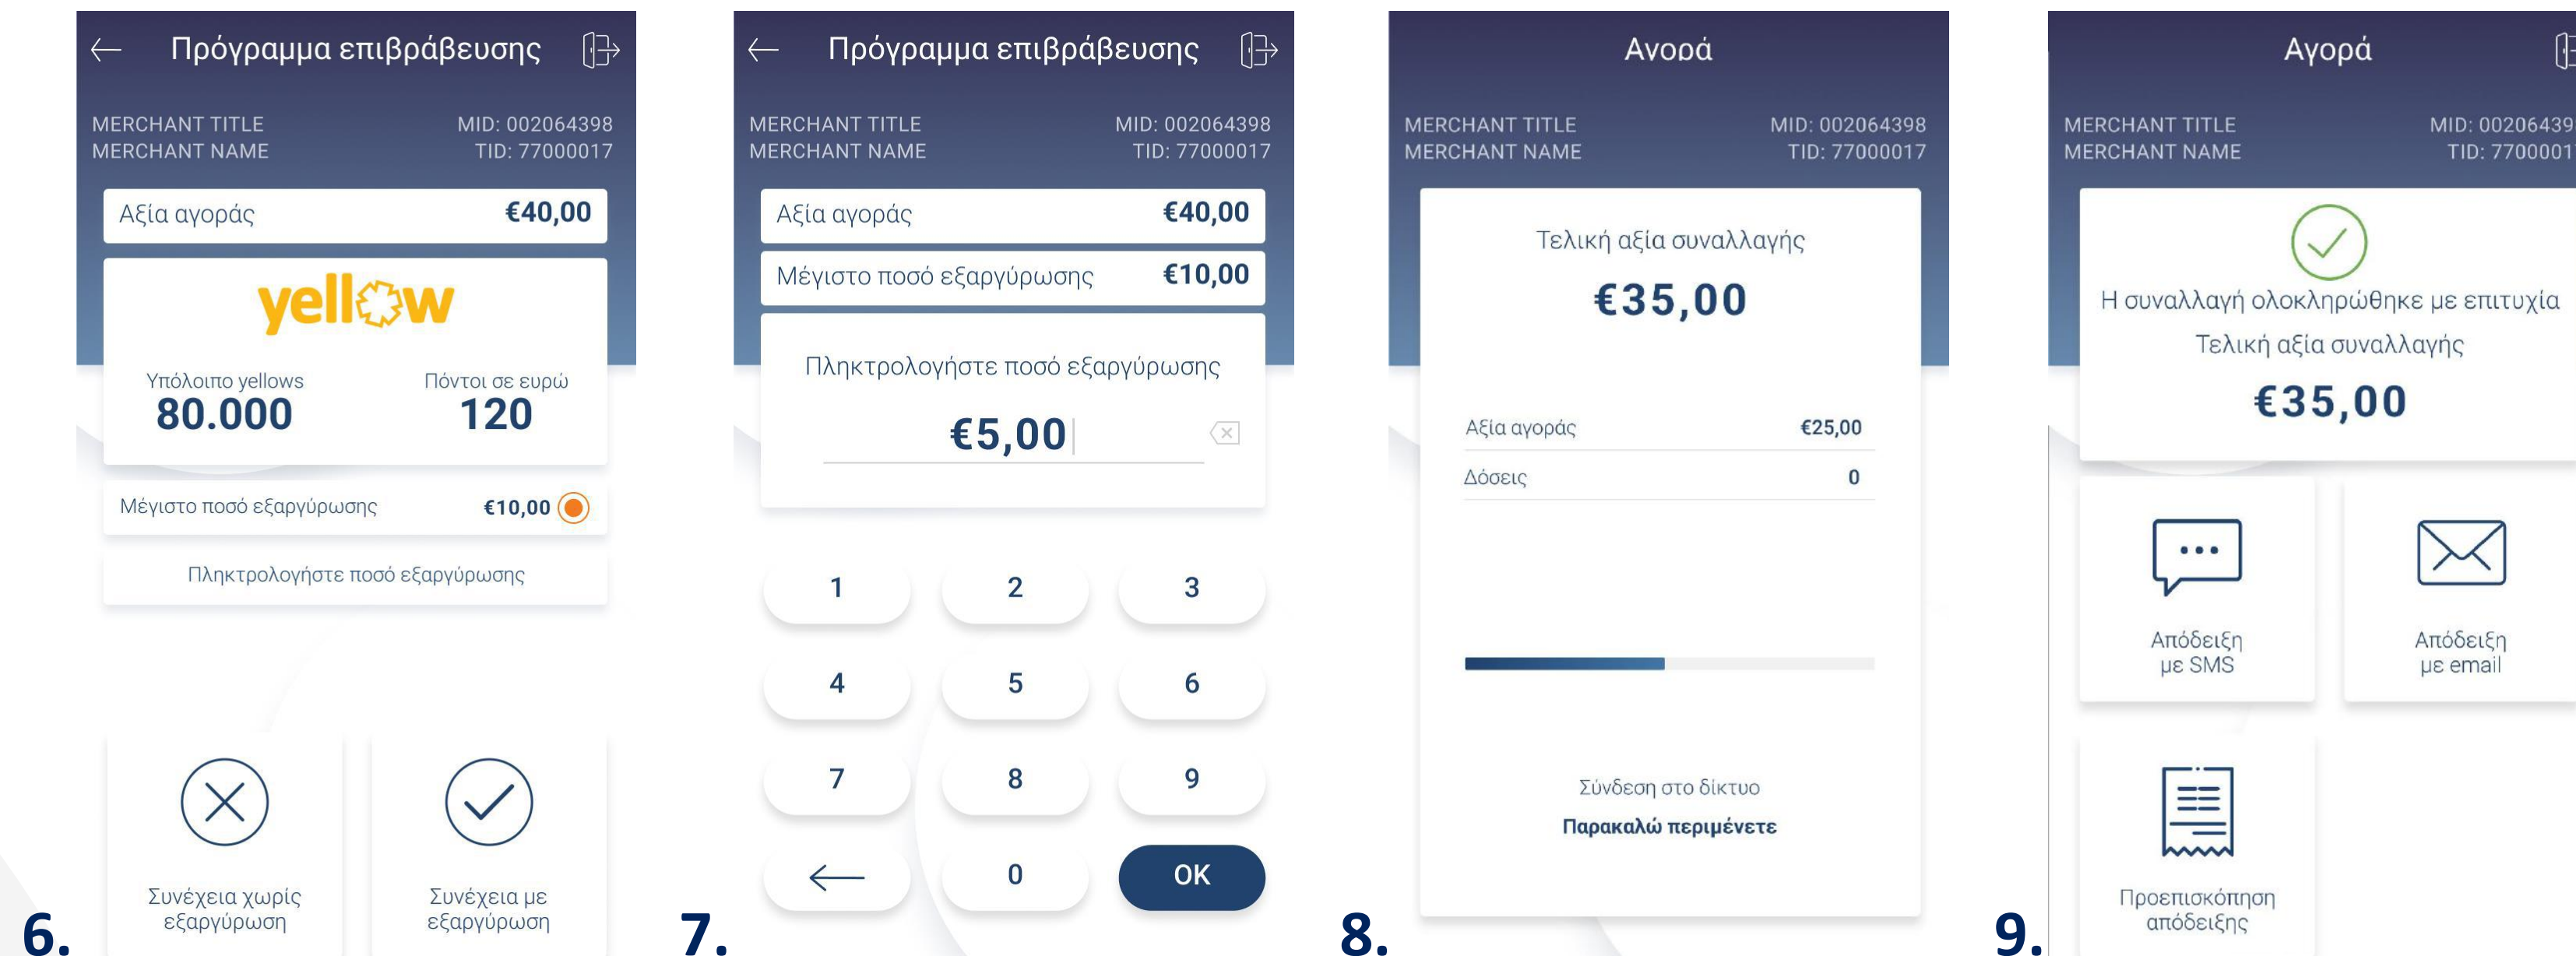 Πρόγραμμα επιβράβευσης
MERCHANT TITLE MID: 002064398
MERCHANT NAME TID: 77000017
Αξία αγοράς €40,00
yellow
Υπόλοιπο yellows Πόντοι σε ευρώ
80.000 120
Μέγιστο ποσό εξαργύρωσης €10,00
Πληκτρολογήστε ποσό εξαργύρωσης
Συνέχεια χωρίς
εξαργύρωση
Συνέχεια με
εξαργύρωση
6.
Πρόγραμμα επιβράβευσης
MERCHANT TITLE MID: 002064398
MERCHANT NAME TID: 77000017
Αξία αγοράς €40,00
Μέγιστο ποσό εξαργύρωσης €10,00
Πληκτρολογήστε ποσό εξαργύρωσης
€5,00
1 2 3
4 5 6
7 8 9
0 OK
7.
Αγορά
MERCHANT TITLE MID: 002064398
MERCHANT NAME TID: 77000017
Τελική αξία συναλλαγής
€35,00
Αξία αγοράς €25,00
Δόσεις 0
Σύνδεση στο δίκτυο
Παρακαλώ περιμένετε
8.
Αγορά
MERCHANT TITLE MID: 00206439
MERCHANT NAME TID: 7700001
Η συναλλαγή ολοκληρώθηκε με επιτυχία
Τελική αξία συναλλαγής
€35,00
Απόδειξη
με SMS
Απόδειξη
με email
Προεπισκόπηση
απόδειξης
9.